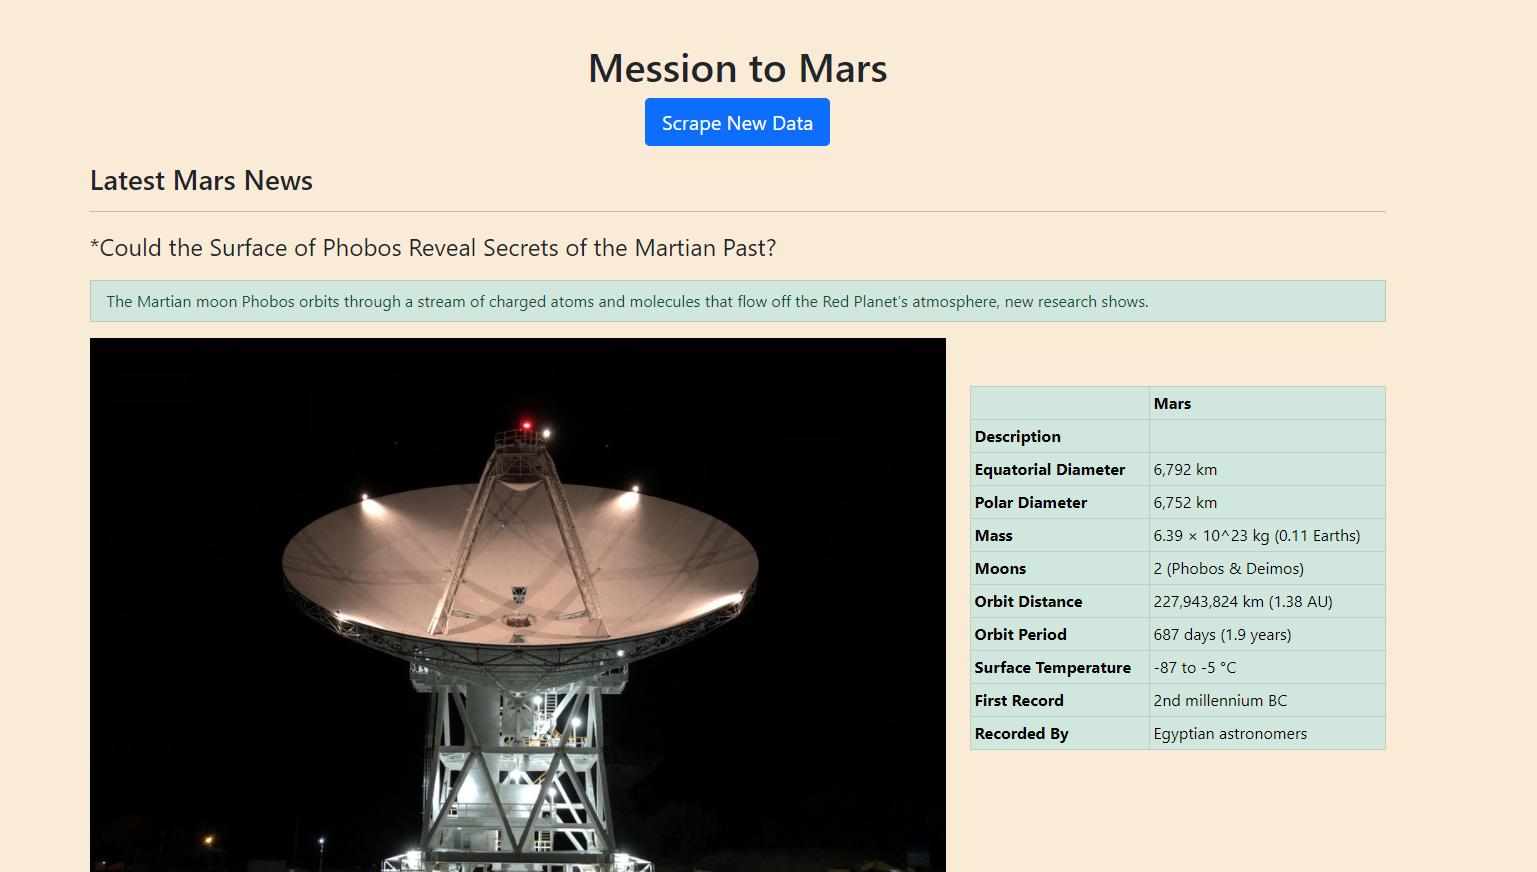 Mession to Mars
Scrape New Data
Latest Mars News
*Could the Surface of Phobos Reveal Secrets of the Martian Past?
The Martian moon Phobos orbits through a stream of charged atoms and molecules that flow off the Red Planet’s atmosphere, new research shows.
Mars
Description
Equatorial Diameter 6,792 km
Polar Diameter 6,752 km
Mass 6.39 × 10^23 kg (0.11 Earths)
Moons 2 (Phobos & Deimos)
Orbit Distance 227,943,824 km (1.38 AU)
Orbit Period 687 days (1.9 years)
Surface Temperature -87 to -5 °C
First Record 2nd millennium BC
Recorded By Egyptian astronomers